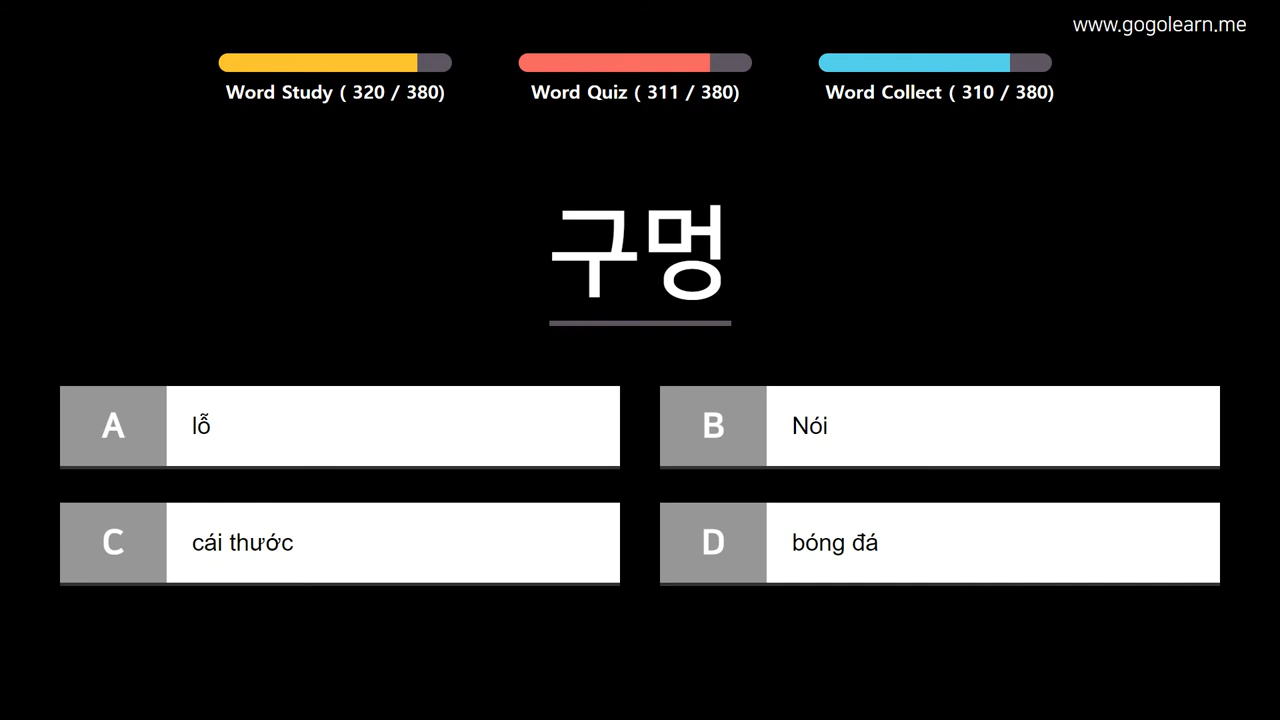 www.gogolearn.me
Word Study ( 320 / 380)
Word Quiz ( 311 / 380)
Word Collect ( 310 / 380)
구멍
A lỗ
B Nói
C cái thước
D bóng đá